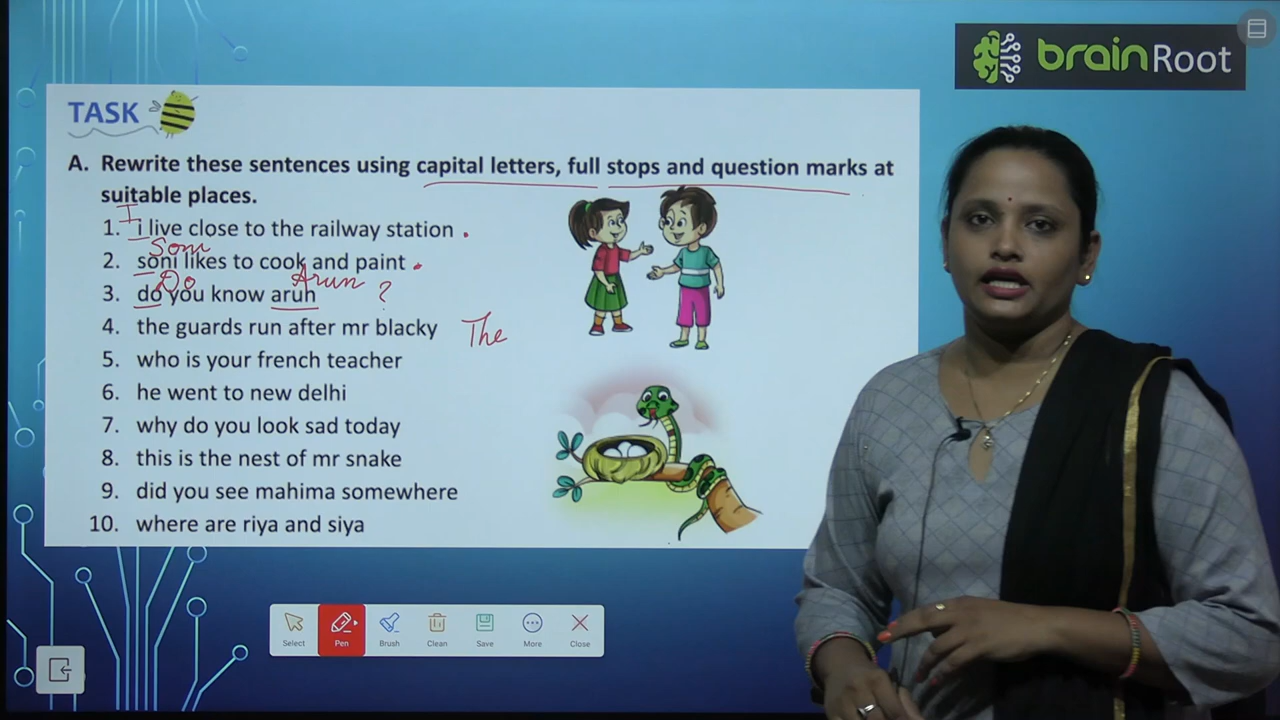 brainRoot
TASK
A. Rewrite these sentences using capital letters, full stops and question marks at
suitable places.
I
1. i live close to the railway station .
Soni
2. soni likes to cook and paint .
Do Arun
3. do you know arun ?
4. the guards run after mr blacky The
5. who is your french teacher
6. he went to new delhi
7. why do you look sad today
8. this is the nest of mr snake
9. did you see mahima somewhere
10. where are riya and siya
Select Pen Brush Clean Save More Close